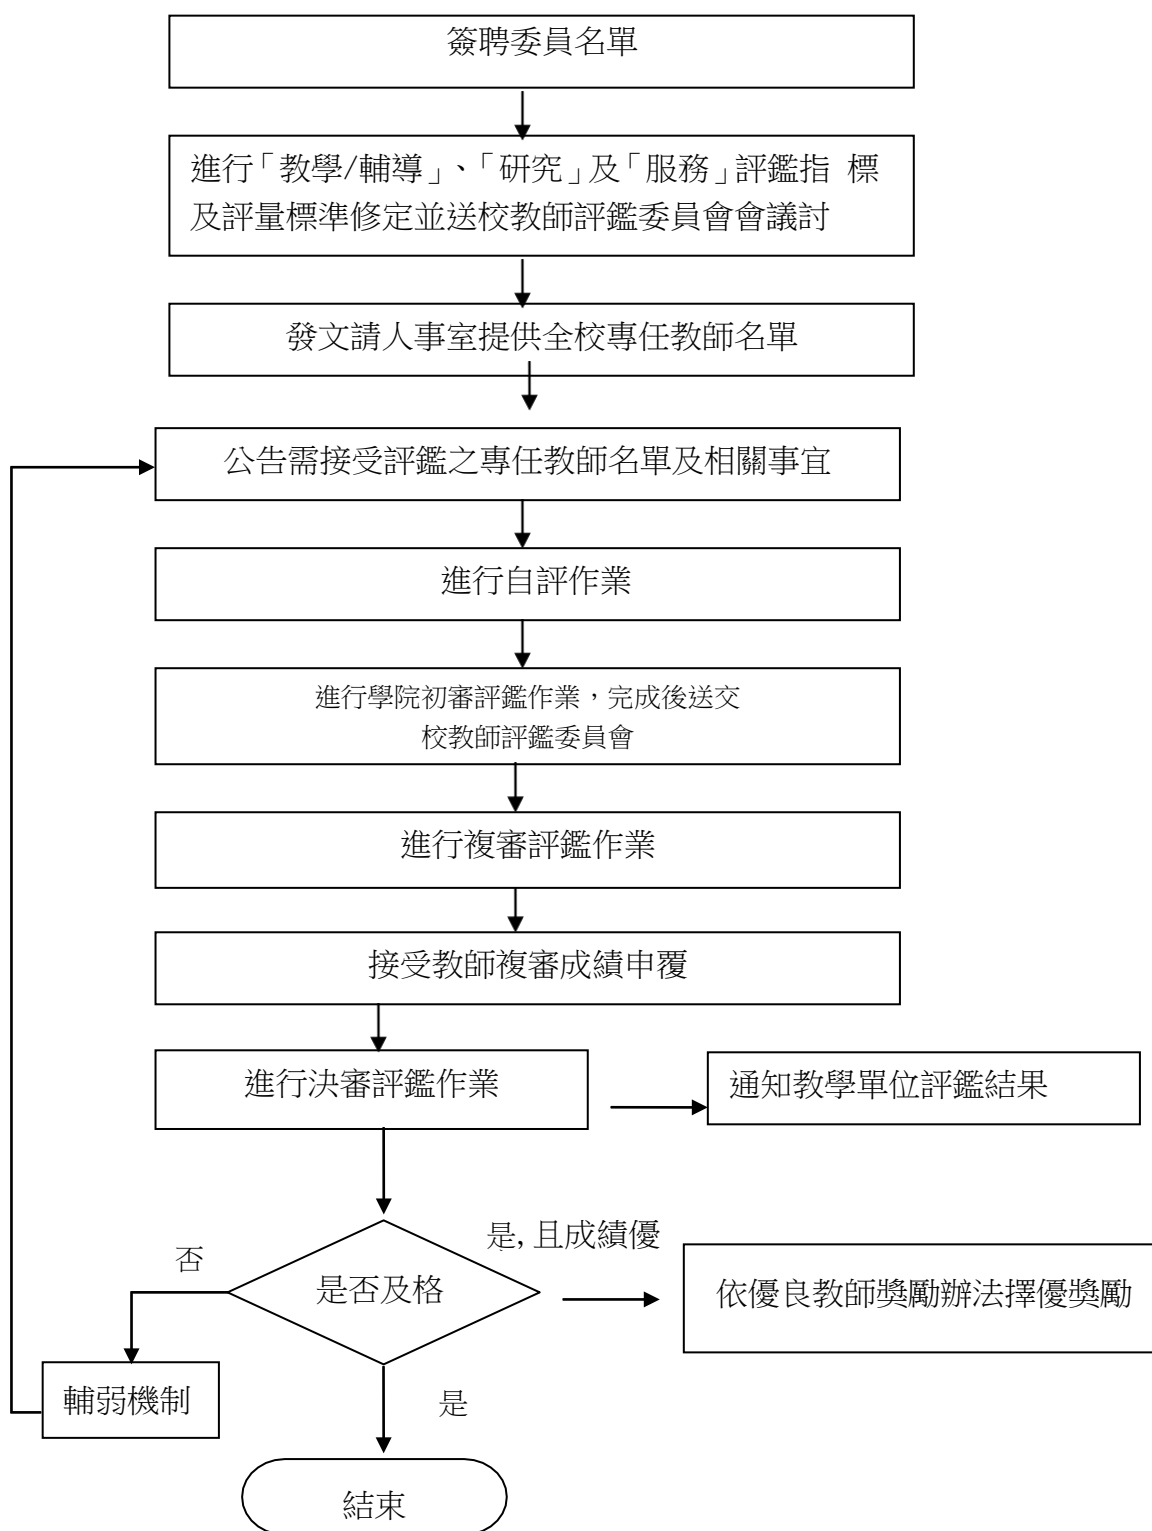 簽聘委員名單
進行「教學/輔導」、「研究」及「服務」評鑑指 標
及評量標準修定並送校教師評鑑委員會會議討
發文請人事室提供全校專任教師名單
公告需接受評鑑之專任教師名單及相關事宜
進行自評作業
進行學院初審評鑑作業，完成後送交
校教師評鑑委員會
進行複審評鑑作業
接受教師複審成績申覆
進行決審評鑑作業
通知教學單位評鑑結果
是, 且成績優
否
是否及格
依優良教師獎勵辦法擇優獎勵
輔弱機制
是
結束